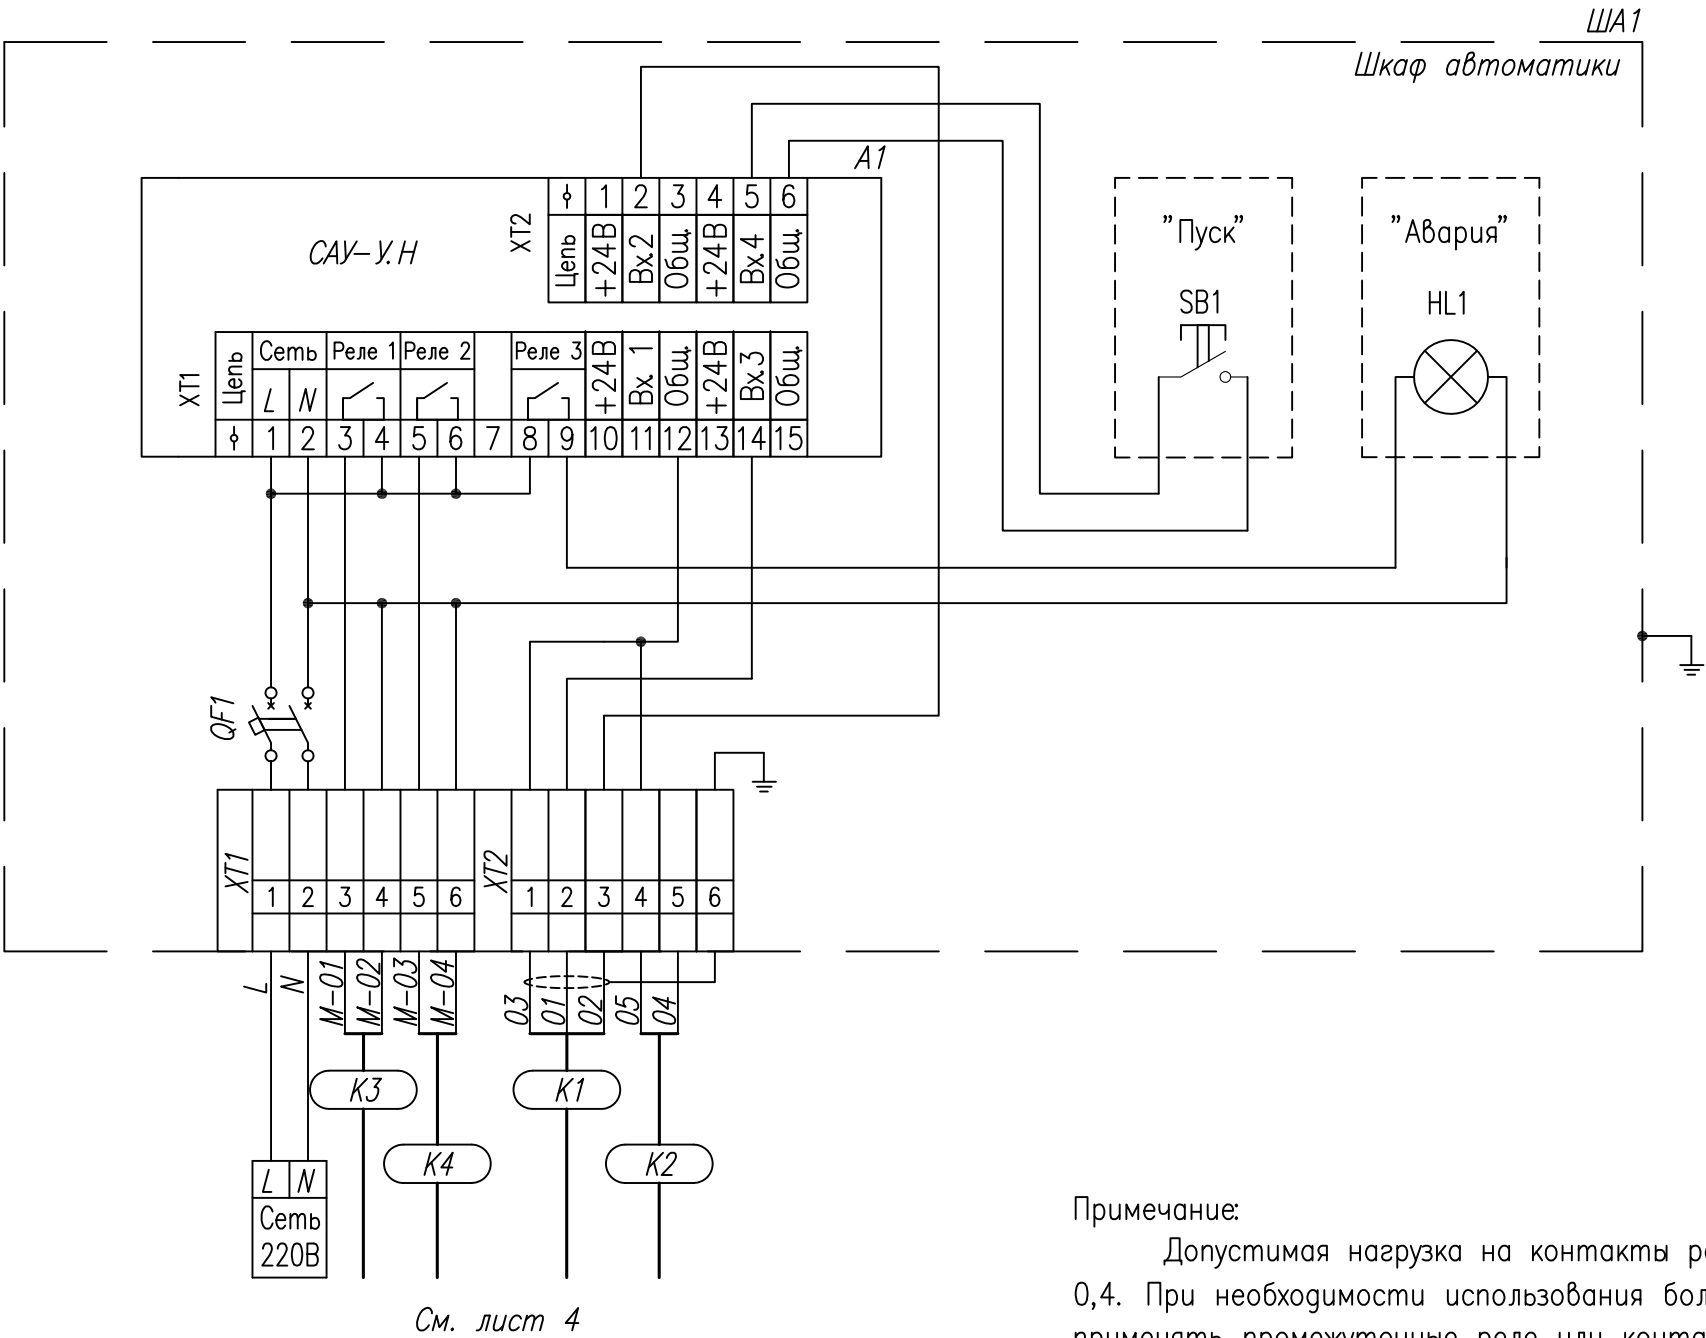 ША1
Шкаф автоматики
А1
САУ-У.Н
ХТ2
1 2 3 4 5 6
Цепь +24В Вх.2 Общ. +24В Вх.4 Общ.
"Пуск"
SB1
"Авария"
HL1
ХТ1
Цепь Сеть Реле 1 Реле 2 Реле 3 +24В Вх. 1 Общ. +24В Вх.3 Общ.
L N
1 2 3 4 5 6 7 8 9 10 11 12 13 14 15
QF1
ХТ1 1 2 3 4 5 6
ХТ2 1 2 3 4 5 6
L N М-01 М-02 М-03 М-04 03 01 02 05 04
К3 К1
К4 К2
L N
Сеть
220В
См. лист 4
Примечание:
Допустимая нагрузка на контакты
0,4. При необходимости использования
применять промежуточные реле или